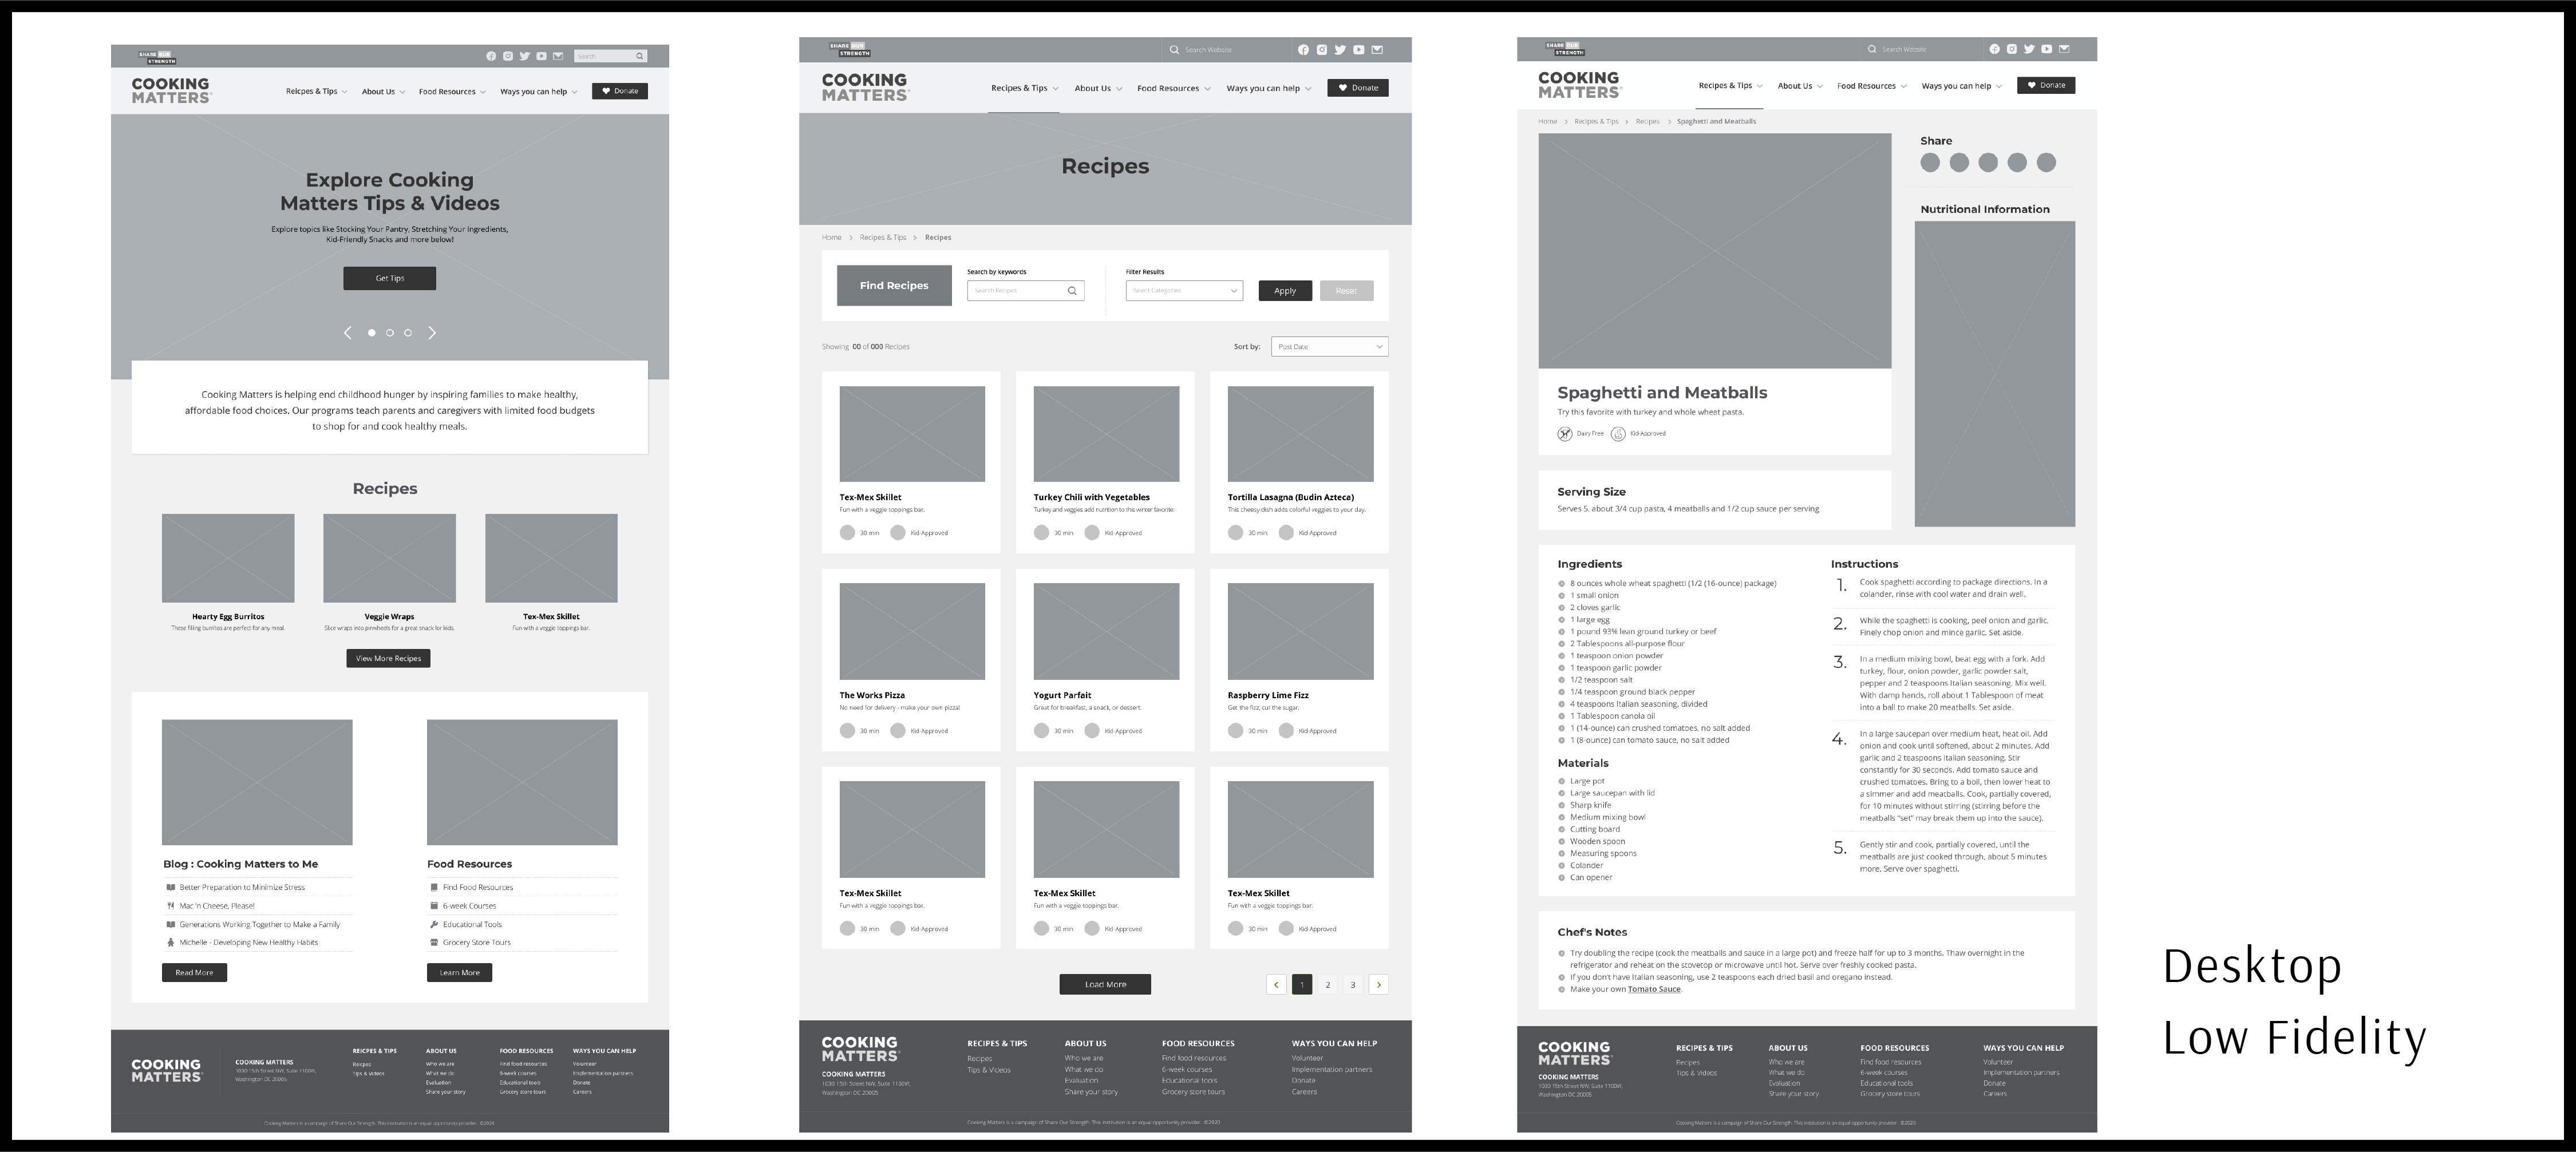 SHARE OUR
STRENGTH
Search
COOKING
MATTERS
Reicpes & Tips
About Us
Food Resources
Ways you can help
Donate
Explore Cooking
Matters Tips & Videos
Explore topics like Stocking Your Pantry, Stretching Your Ingredients,
Kid-Friendly Snacks and more below!
Get Tips
Cooking Matters is helping end childhood hunger by inspiring families to make healthy,
affordable food choices. Our programs teach parents and caregivers with limited food budgets
to shop for and cook healthy meals.
Recipes
Hearty Egg Burritos
These filling burritos are perfect for any meal.
Veggie Wraps
Slice wraps into pinwheels for a great snack for kids.
Tex-Mex Skillet
Fun with a veggie toppings bar.
View More Recipes
Blog : Cooking Matters to Me
Better Preparation to Minimize Stress
Mac 'n Cheese, Please!
Generations Working Together to Make a Family
Michelle - Developing New Healthy Habits
Read More
Food Resources
Find Food Resources
6-week Courses
Educational Tools
Grocery Store Tours
Learn More
COOKING
MATTERS
COOKING MATTERS
1030 15th Street NW, Suite 1100W,
Washington DC 20005
REICPES & TIPS
Recipes
Tips & Videos
ABOUT US
Who we are
What we do
Evaluation
Share your story
FOOD RESOURCES
Find food resources
6-week courses
Educational tools
Grocery store tours
WAYS YOU CAN HELP
Volunteer
Implementation partners
Donate
Careers
Cooking Matters is a campaign of Share Our Strength. This institution is an equal opportunity provider. ©2020
SHARE OUR
STRENGTH
Search Website
COOKING
MATTERS
Recipes & Tips
About Us
Food Resources
Ways you can help
Donate
Recipes
Home > Recipes & Tips > Recipes
Find Recipes
Search by keywords
Search Recipes
Filter Results
Select Categories
Apply
Reset
Showing 00 of 000 Recipes
Sort by:
Post Date
Tex-Mex Skillet
Fun with a veggie toppings bar.
30 min
Kid-Approved
Turkey Chili with Vegetables
Turkey and veggies add nutrition to this winter favorite.
30 min
Kid-Approved
Tortilla Lasagna (Budin Azteca)
This cheesy dish adds colorful veggies to your day.
30 min
Kid-Approved
The Works Pizza
No need for delivery - make your own pizza!
30 min
Kid-Approved
Yogurt Parfait
Great for breakfast, a snack, or dessert.
30 min
Kid-Approved
Raspberry Lime Fizz
Get the fizz, cut the sugar.
30 min
Kid-Approved
Tex-Mex Skillet
Fun with a veggie toppings bar.
30 min
Kid-Approved
Tex-Mex Skillet
Fun with a veggie toppings bar.
30 min
Kid-Approved
Tex-Mex Skillet
Fun with a veggie toppings bar.
30 min
Kid-Approved
Load More
< 1 2 3 >
COOKING
MATTERS
COOKING MATTERS
1030 15th Street NW, Suite 1100W,
Washington DC 20005
RECIPES & TIPS
Recipes
Tips & Videos
ABOUT US
Who we are
What we do
Evaluation
Share your story
FOOD RESOURCES
Find food resources
6-week courses
Educational tools
Grocery store tours
WAYS YOU CAN HELP
Volunteer
Implementation partners
Donate
Careers
Cooking Matters is a campaign of Share Our Strength. This institution is an equal opportunity provider. ©2020
SHARE OUR
STRENGTH
Search Website
COOKING
MATTERS
Recipes & Tips
About Us
Food Resources
Ways you can help
Donate
Home > Recipes & Tips > Recipes > Spaghetti and Meatballs
Share
Nutritional Information
Spaghetti and Meatballs
Try this favorite with turkey and whole wheat pasta.
Dairy Free
Kid-Approved
Serving Size
Serves 5. about 3/4 cup pasta, 4 meatballs and 1/2 cup sauce per serving
Ingredients
8 ounces whole wheat spaghetti (1/2 (16-ounce) package)
1 small onion
2 cloves garlic
1 large egg
1 pound 93% lean ground turkey or beef
2 Tablespoons all-purpose flour
1 teaspoon onion powder
1 teaspoon garlic powder
1/2 teaspoon salt
1/4 teaspoon ground black pepper
4 teaspoons Italian seasoning, divided
1 Tablespoon canola oil
1 (14-ounce) can crushed tomatoes, no salt added
1 (8-ounce) can tomato sauce, no salt added
Materials
Large pot
Large saucepan with lid
Sharp knife
Medium mixing bowl
Cutting board
Wooden spoon
Measuring spoons
Colander
Can opener
Instructions
1. Cook spaghetti according to package directions. In a
colander, rinse with cool water and drain well.
2. While the spaghetti is cooking, peel onion and garlic.
Finely chop onion and mince garlic. Set aside.
3. In a medium mixing bowl, beat egg with a fork. Add
turkey, flour, onion powder, garlic powder salt,
pepper and 2 teaspoons Italian seasoning. Mix well.
With damp hands, roll about 1 Tablespoon of meat
into a ball to make 20 meatballs. Set aside.
4. In a large saucepan over medium heat, heat oil. Add
onion and cook until softened, about 2 minutes. Add
garlic and 2 teaspoons Italian seasoning. Stir
constantly for 30 seconds. Add tomato sauce and
crushed tomatoes. Bring to a boil, then lower heat to
a simmer and add meatballs. Cook, partially covered,
for 10 minutes without stirring (stirring before the
meatballs "set" may break them up into the sauce).
5. Gently stir and cook, partially covered, until the
meatballs are just cooked through, about 5 minutes
more. Serve over spaghetti.
Chef's Notes
Try doubling the recipe (cook the meatballs and sauce in a large pot) and freeze half for up to 3 months. Thaw overnight in the
refrigerator and reheat on the stovetop or microwave until hot. Serve over freshly cooked pasta.
If you don't have Italian seasoning, use 2 teaspoons each dried basil and oregano instead.
Make your own Tomato Sauce.
COOKING
MATTERS
COOKING MATTERS
1030 15th Street NW, Suite 1100W,
Washington DC 20005
RECIPES & TIPS
Recipes
Tips & Videos
ABOUT US
Who we are
What we do
Evaluation
Share your story
FOOD RESOURCES
Find food resources
6-week courses
Educational tools
Grocery store tours
WAYS YOU CAN HELP
Volunteer
Implementation partners
Donate
Careers
Cooking Matters is a campaign of Share Our Strength. This institution is an equal opportunity provider. ©2020
Desktop
Low Fidelity